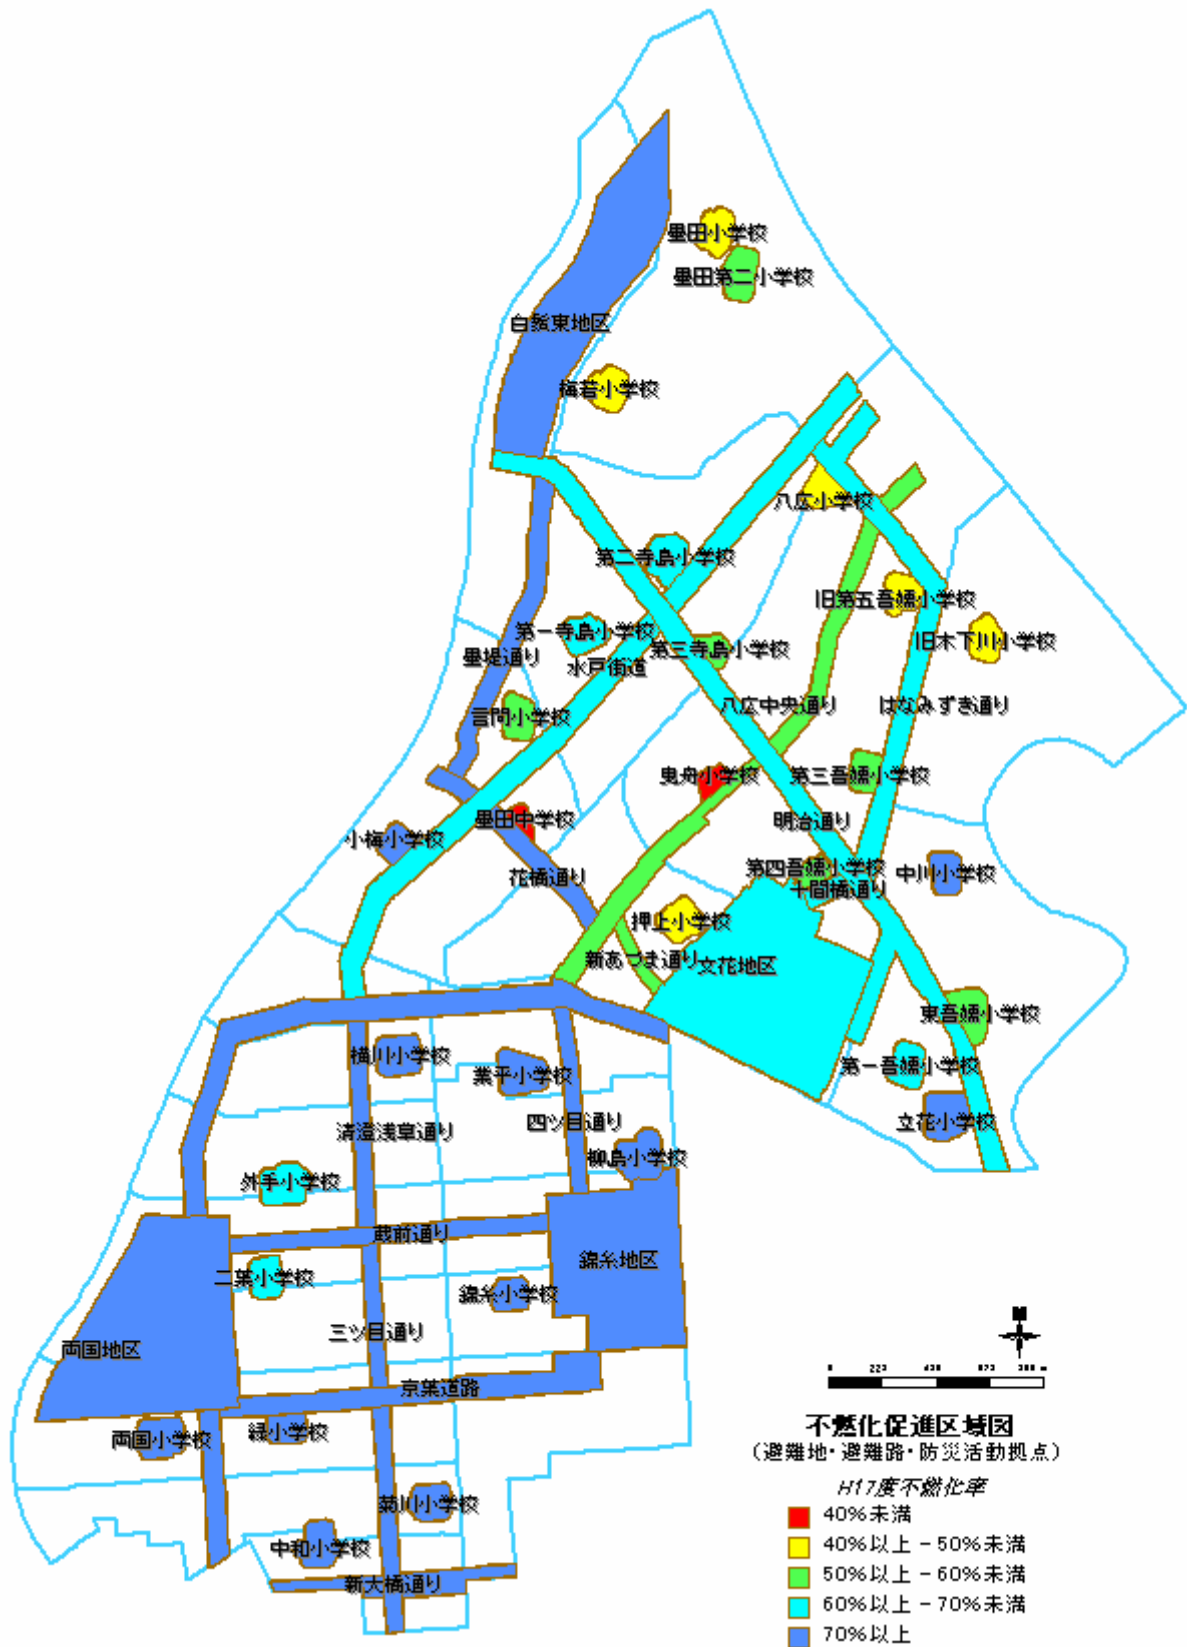 墨田小学校
墨田第二小学校
白鬚東地区
梅若小学校
八広小学校
第二寺島小学校
旧第五吾嬬小学校
第一寺島小学校
旧木下川小学校
第三寺島小学校
墨堤通り
水戸街道
八広中央通り
はなみずき通り
言問小学校
曳舟小学校
第三吾嬬小学校
墨田中学校
明治通り
小梅小学校
第四吾嬬小学校
中川小学校
花橋通り
十間橋通り
押上小学校
新あづま通り
文花地区
東吾嬬小学校
横川小学校
業平小学校
第一吾嬬小学校
四ツ目通り
立花小学校
清澄浅草通り
柳島小学校
外手小学校
蔵前通り
錦糸地区
二葉小学校
錦糸小学校
三ツ目通り
両国地区
京葉道路
両国小学校
緑小学校
菊川小学校
中和小学校
新大橋通り
N
不燃化促進区域図
（避難地・避難路・防災活動拠点）
H17度不燃化率
40%未満
40%以上 － 50%未満
50%以上 － 60%未満
60%以上 － 70%未満
70%以上